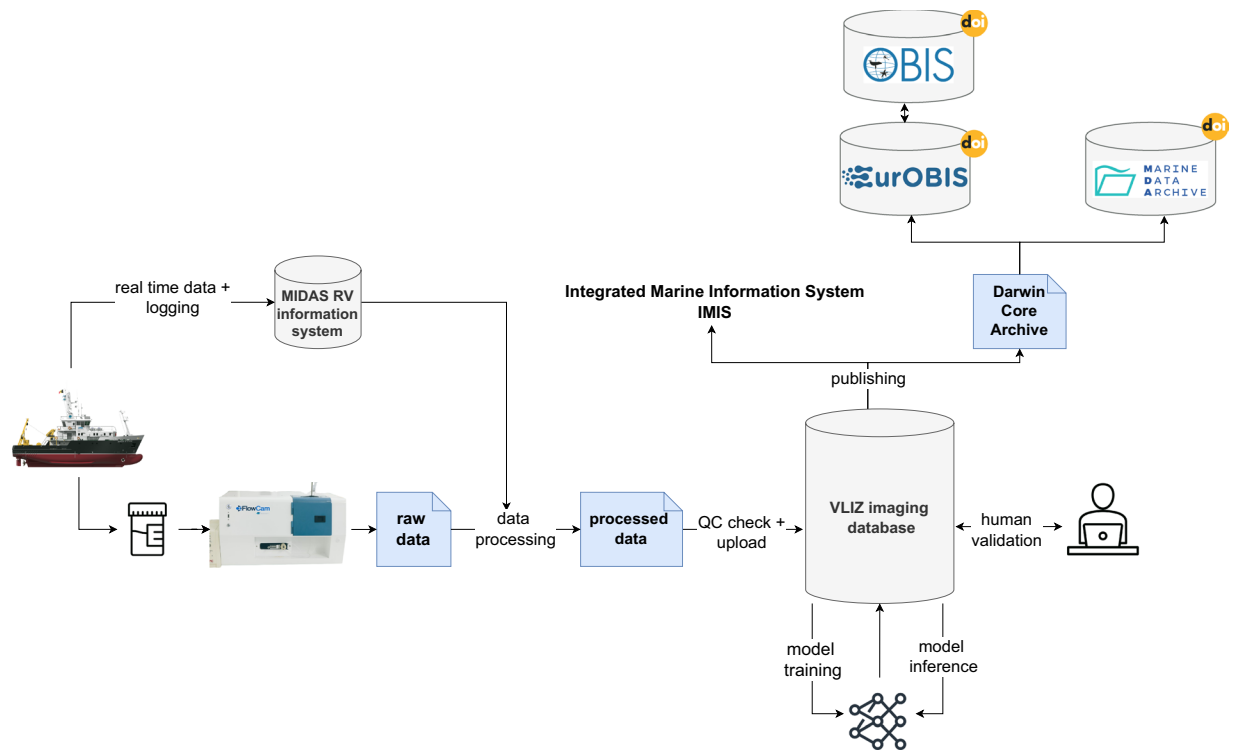 doi
OBIS
doi
EurOBIS
doi
MARINE
DATA
ARCHIVE
real time data +
logging
MIDAS RV
information
system
Integrated Marine Information System
IMIS
Darwin
Core
Archive
publishing
FlowCam
raw
data
data
processing
processed
data
QC check +
upload
VLIZ imaging
database
human
validation
model
training
model
inference